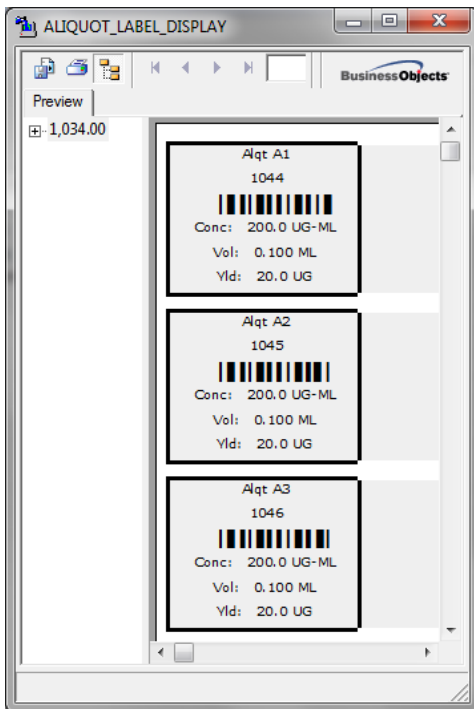 ALIQUOT_LABEL_DISPLAY
BusinessObjects
Preview
1,034.00
Alqt A1
1044
Conc: 200.0 UG-ML
Vol: 0.100 ML
Yld: 20.0 UG
Alqt A2
1045
Conc: 200.0 UG-ML
Vol: 0.100 ML
Yld: 20.0 UG
Alqt A3
1046
Conc: 200.0 UG-ML
Vol: 0.100 ML
Yld: 20.0 UG